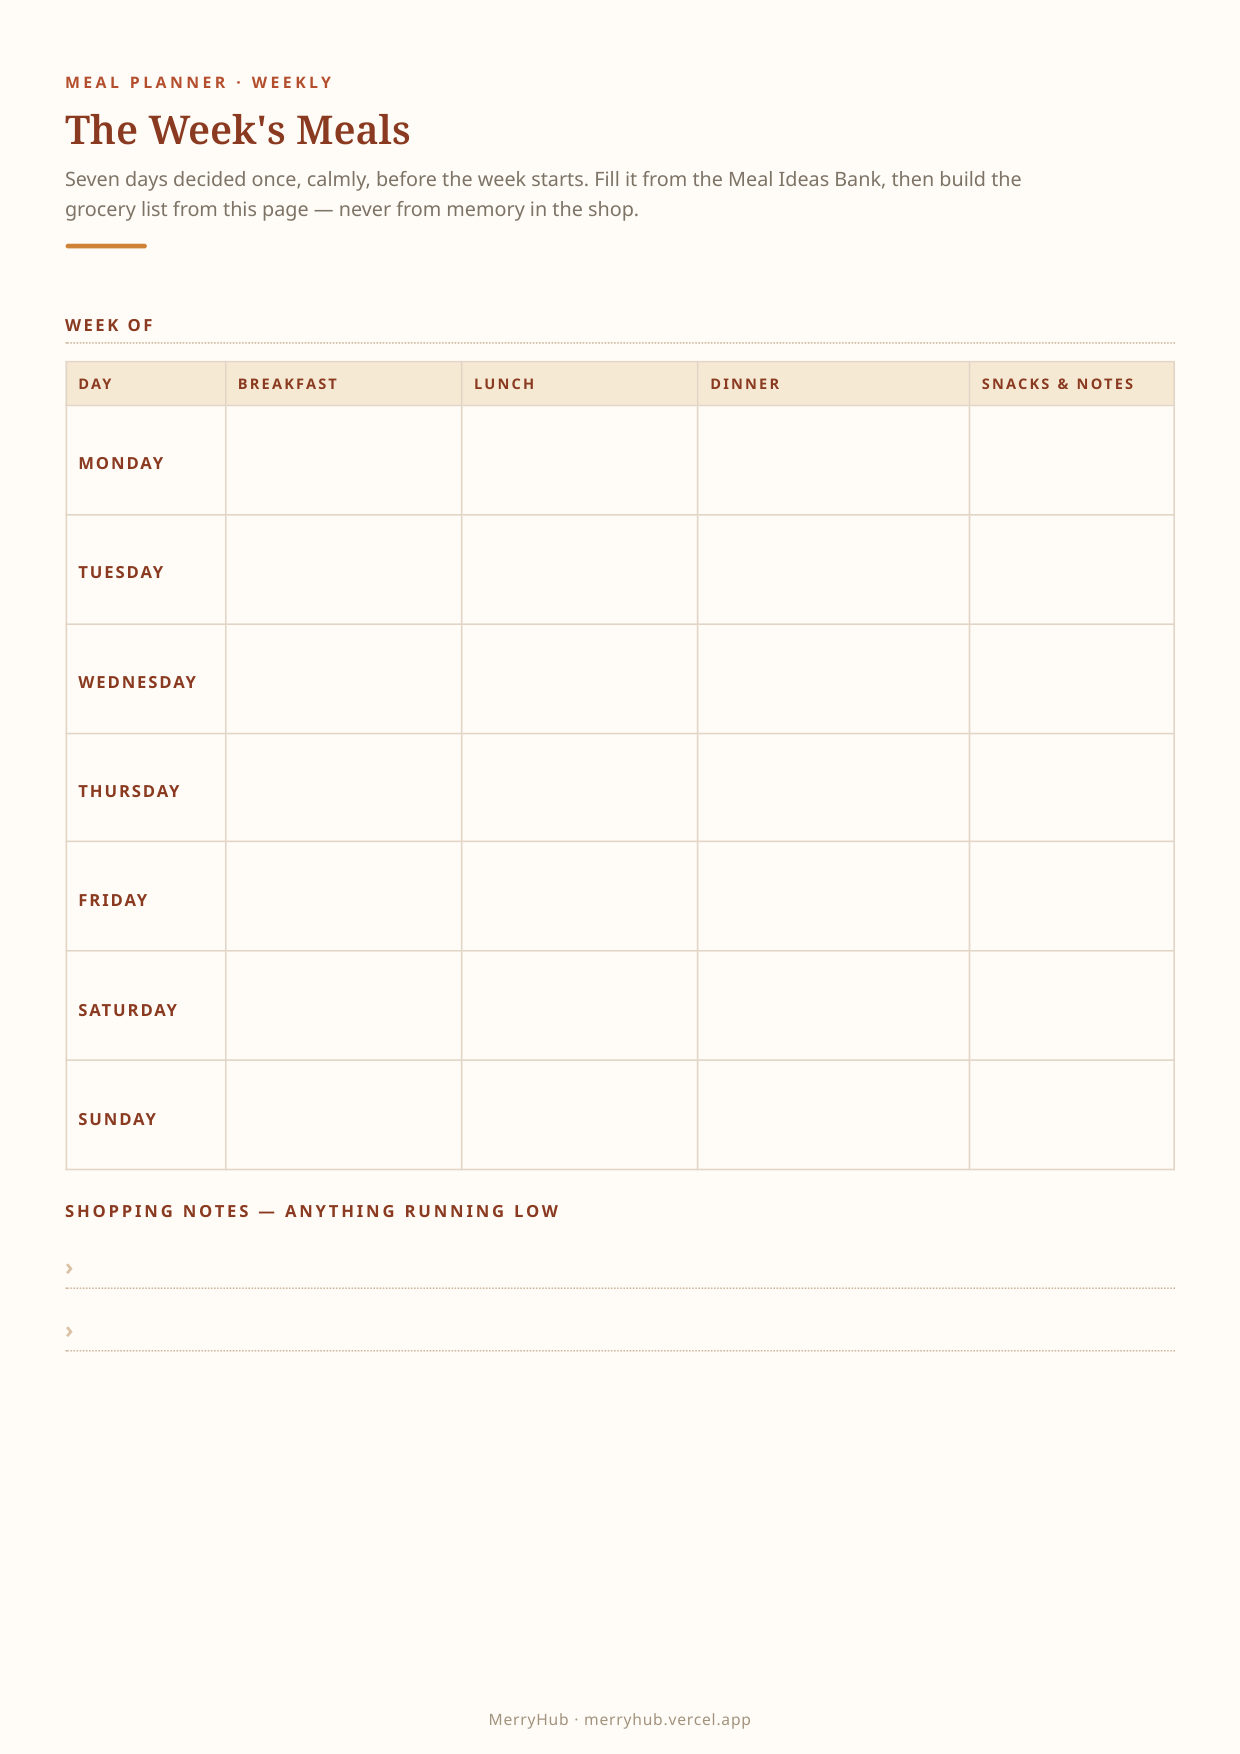 MEAL PLANNER · WEEKLY
The Week's Meals
Seven days decided once, calmly, before the week starts. Fill it from the Meal Ideas Bank, then build the
grocery list from this page — never from memory in the shop.
WEEK OF
DAY BREAKFAST LUNCH DINNER SNACKS & NOTES
MONDAY
TUESDAY
WEDNESDAY
THURSDAY
FRIDAY
SATURDAY
SUNDAY
SHOPPING NOTES — ANYTHING RUNNING LOW
›
›
MerryHub · merryhub.vercel.app